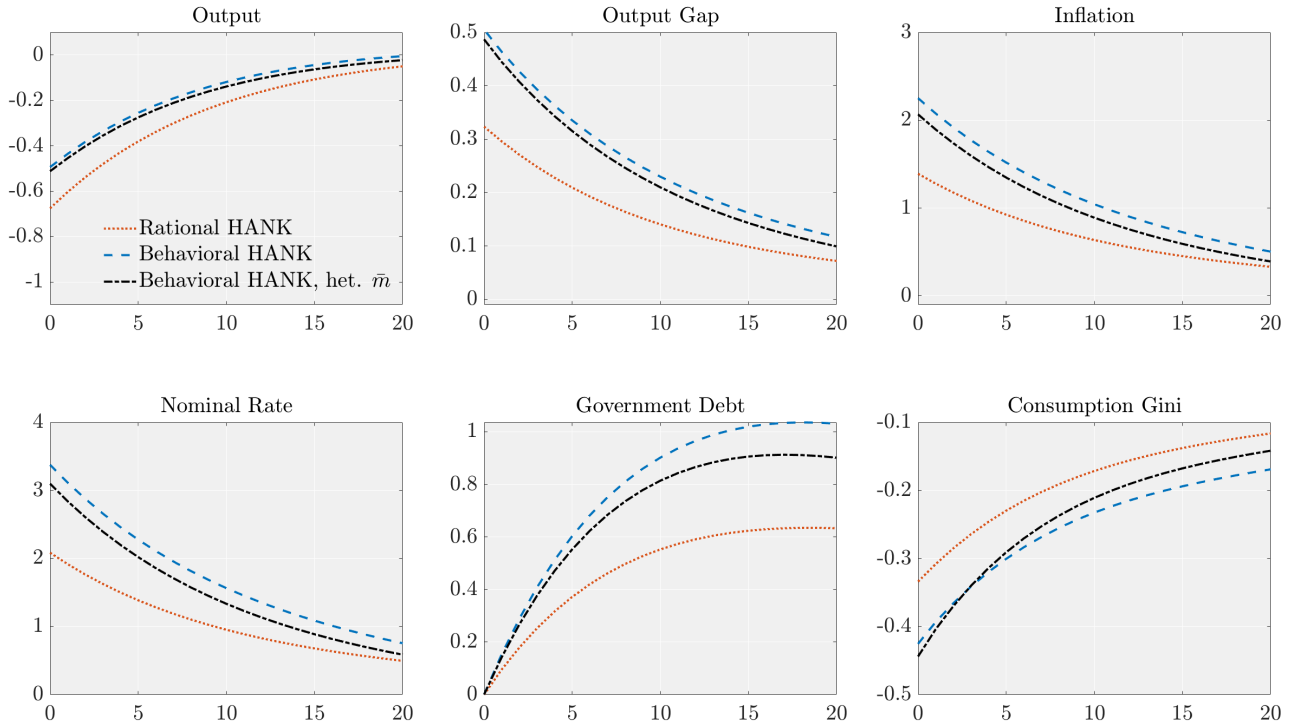 Output
0
-0.2
-0.4
-0.6
-0.8
-1
Rational HANK
Behavioral HANK
Behavioral HANK, het. m̄
0 5 10 15 20
Output Gap
0.5
0.4
0.3
0.2
0.1
0
0 5 10 15 20
Inflation
3
2
1
0
0 5 10 15 20
Nominal Rate
4
3
2
1
0
0 5 10 15 20
Government Debt
1
0.8
0.6
0.4
0.2
0
0 5 10 15 20
Consumption Gini
-0.1
-0.2
-0.3
-0.4
-0.5
0 5 10 15 20